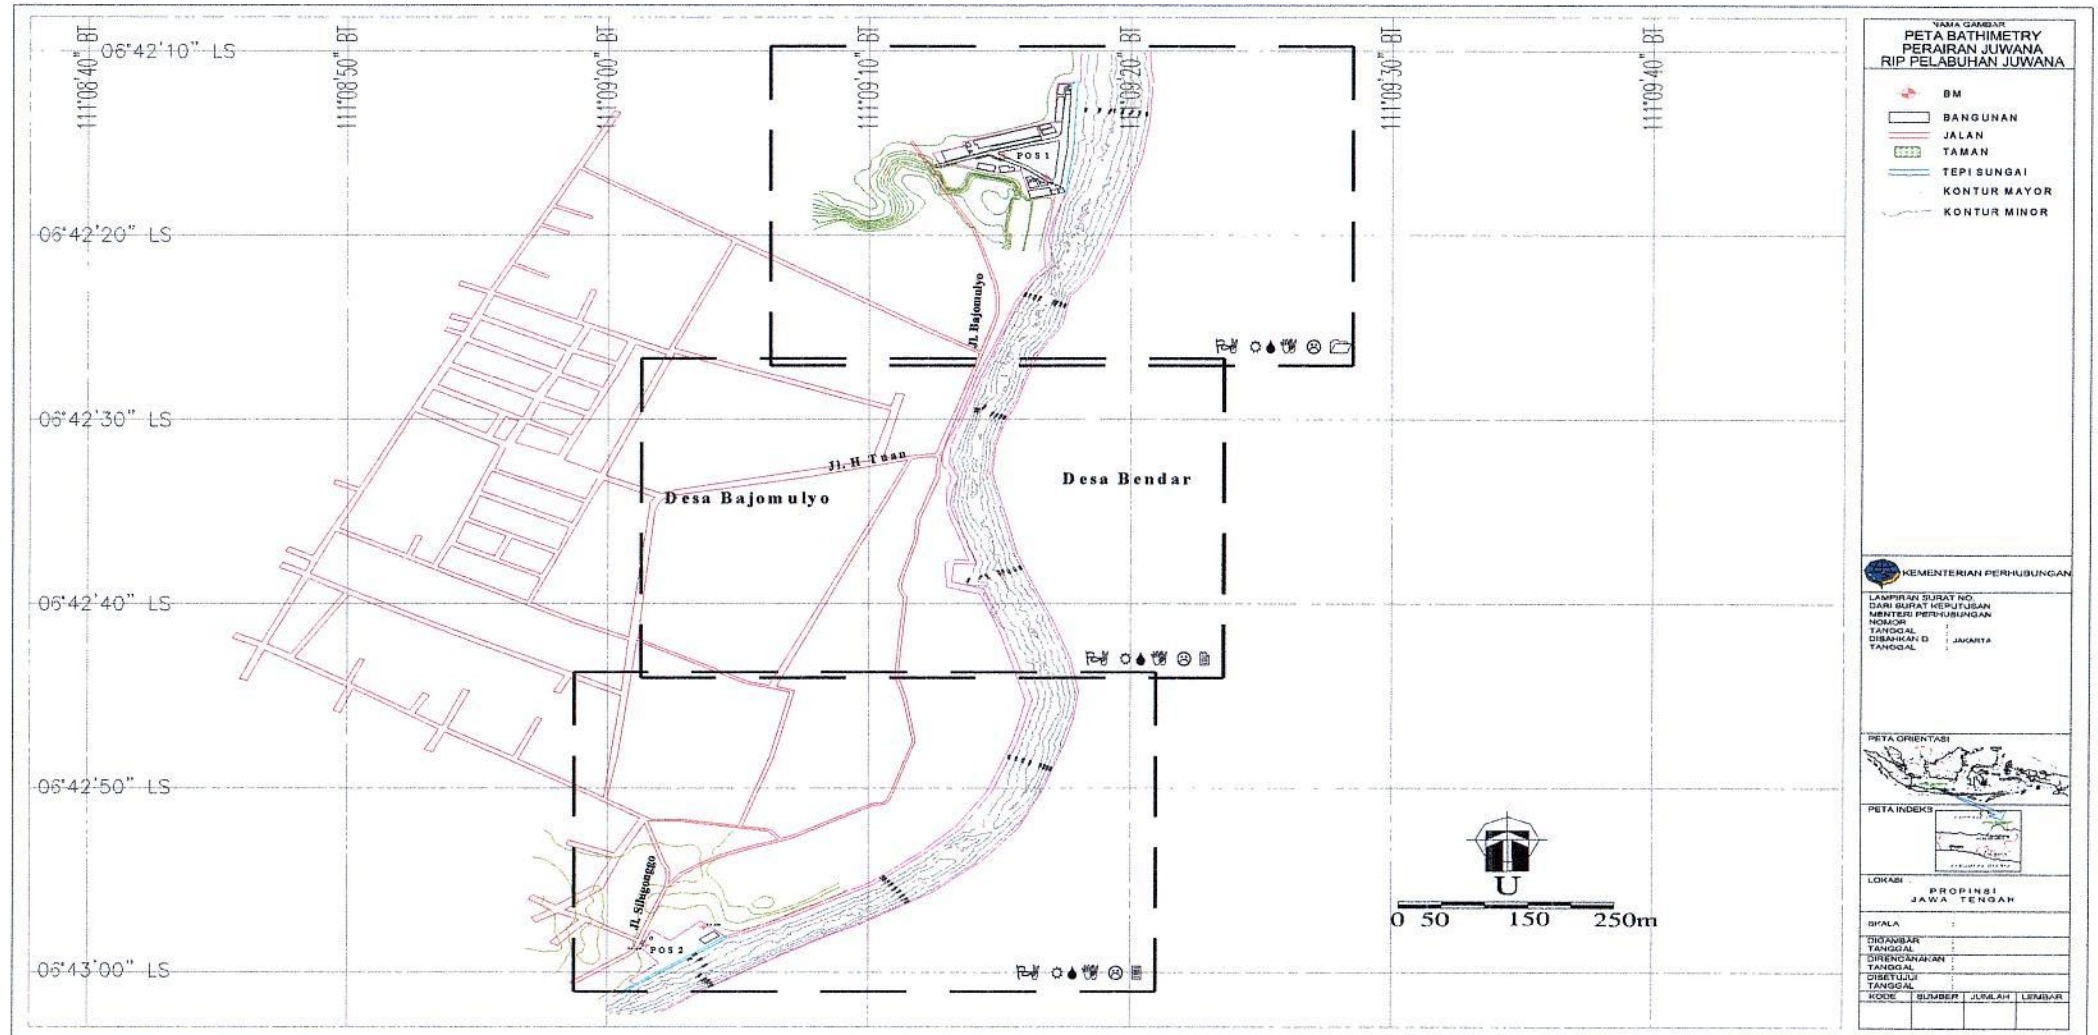 111°08'40" BT
111°08'50" BT
111°09'00" BT
111°09'10" BT
111°09'20" BT
111°09'30" BT
111°09'40" BT
06°42'10" LS
06°42'20" LS
06°42'30" LS
06°42'40" LS
06°42'50" LS
06°43'00" LS
POS 1
Jl. Bajomulyo
Jl. H Tuan
Desa Bajomulyo
Desa Bendar
Jl. Silugonggo
POS 2
U
0 50 150 250m
NAMA GAMBAR
PETA BATHIMETRY
PERAIRAN JUWANA
RIP PELABUHAN JUWANA
BM
BANGUNAN
JALAN
TAMAN
TEPI SUNGAI
KONTUR MAYOR
KONTUR MINOR
KEMENTERIAN PERHUBUNGAN
LAMPIRAN SURAT NO.
DARI SURAT KEPUTUSAN
MENTERI PERHUBUNGAN
NOMOR :
TANGGAL :
DISAHKAN D : JAKARTA
TANGGAL :
PETA ORIENTASI
PETA INDEKS
LOKASI :
PROPINSI
JAWA TENGAH
SKALA :
DIGAMBAR :
TANGGAL :
DIRENCANAKAN :
TANGGAL :
DISETUJUI :
TANGGAL :
KODE SUMBER JUMLAH LEMBAR